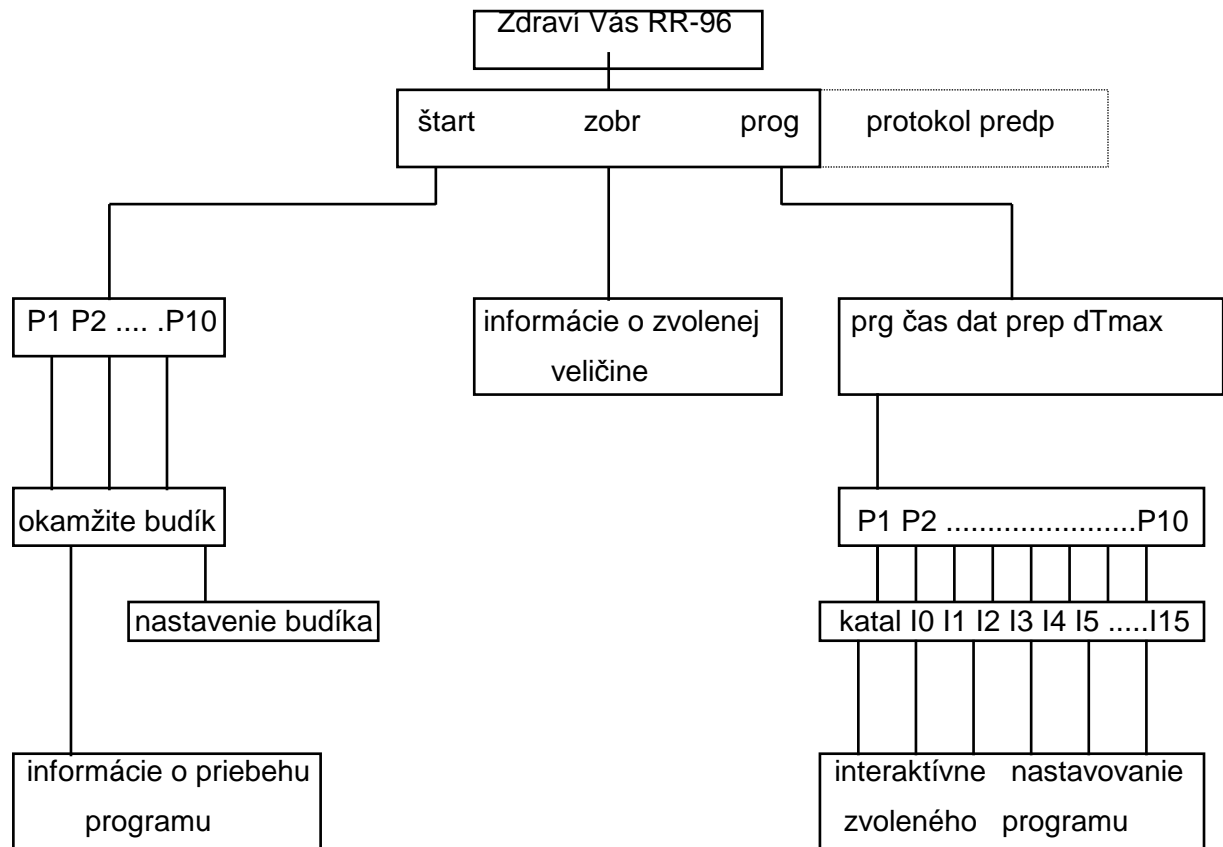 Zdraví Vás RR-96
štart zobr prog protokol predp
P1 P2 .... .P10
informácie o zvolenej
veličine
prg čas dat prep dTmax
okamžite budík
P1 P2 .......................P10
nastavenie budíka
katal I0 I1 I2 I3 I4 I5 .....I15
informácie o priebehu
programu
interaktívne nastavovanie
zvoleného programu